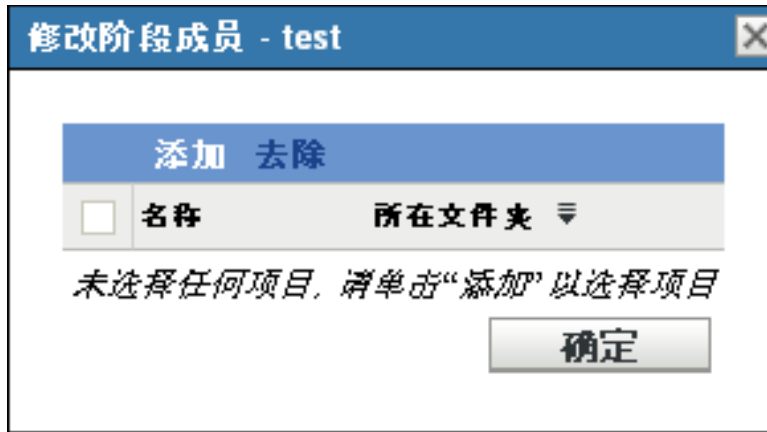 修改阶段成员 - test
添加 去除
名称 所在文件夹
未选择任何项目, 请单击“添加” 以选择项目
确定